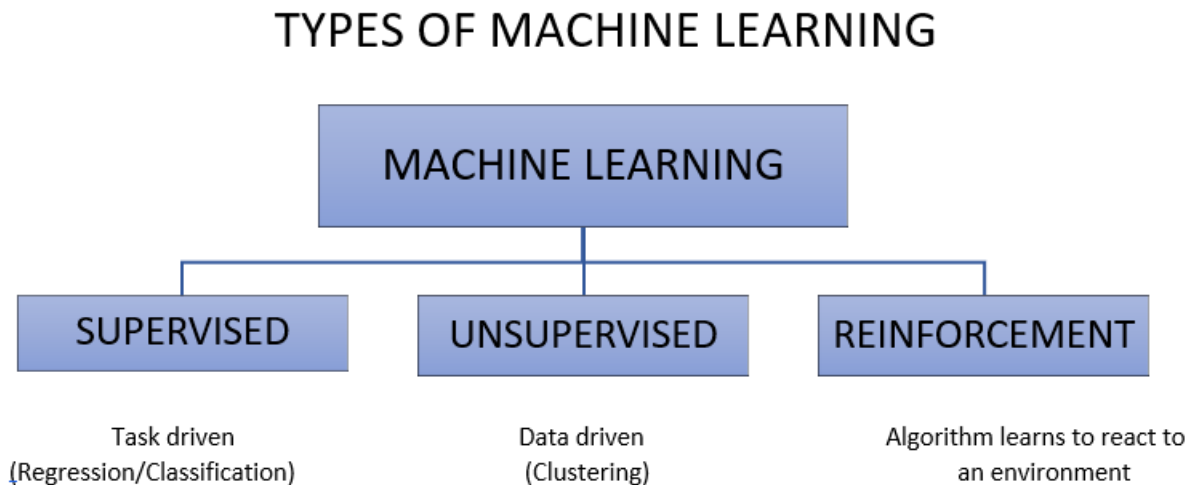 TYPES OF MACHINE LEARNING
MACHINE LEARNING
SUPERVISED
UNSUPERVISED
REINFORCEMENT
Task driven
(Regression/Classification)
Data driven
(Clustering)
Algorithm learns to react to
an environment